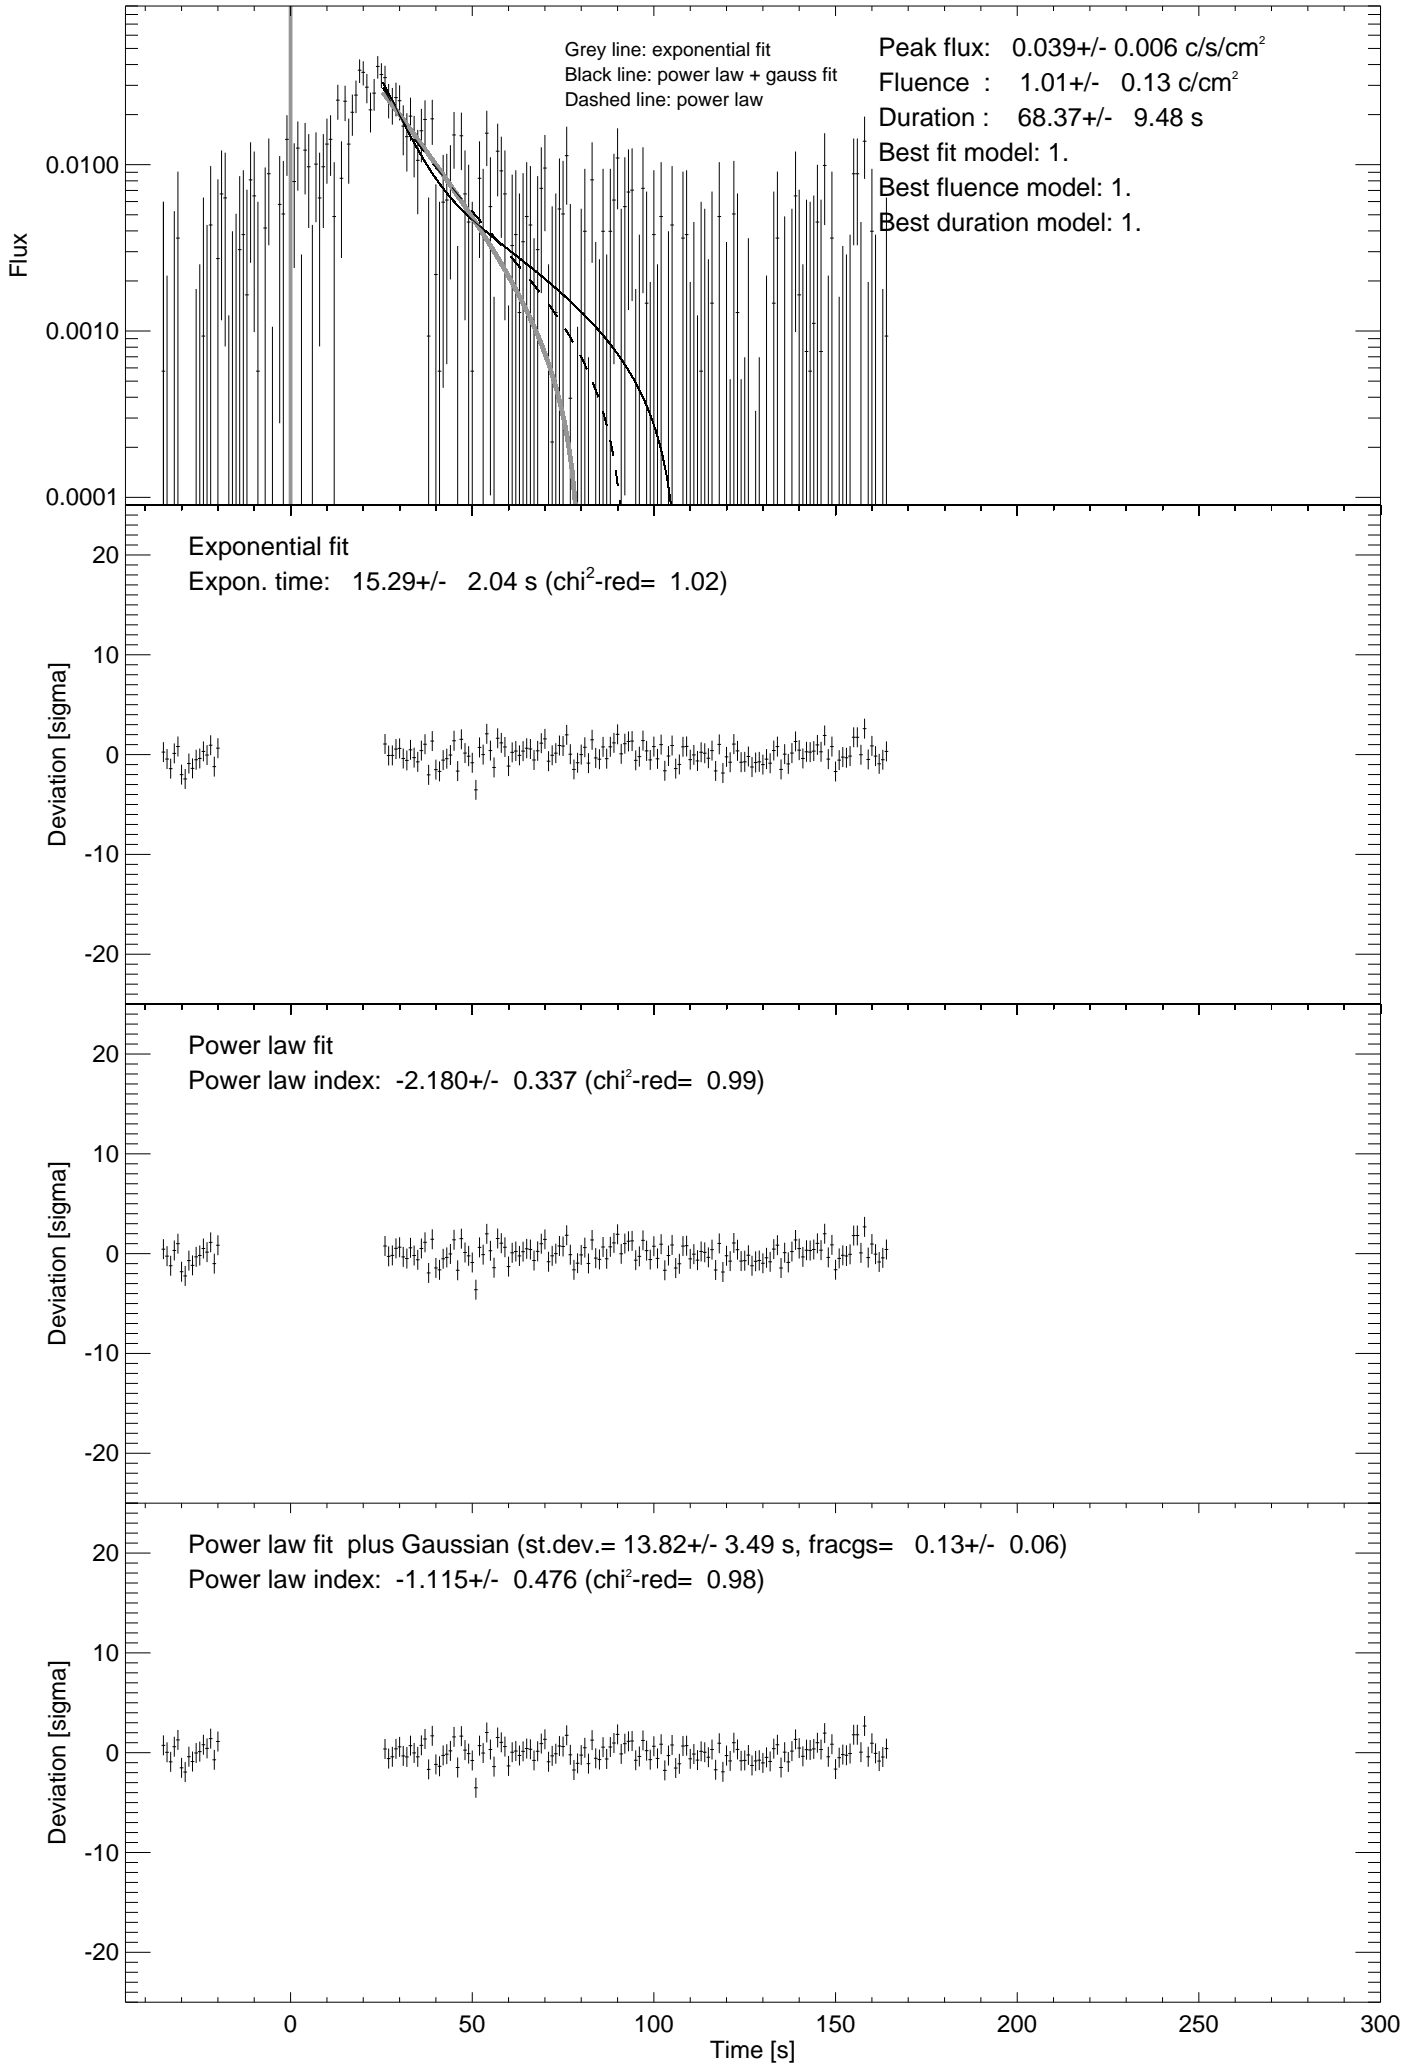 Grey line: exponential fit
Black line: power law + gauss fit
Dashed line: power law
Peak flux: 0.039+/- 0.006 c/s/cm²
Fluence : 1.01+/- 0.13 c/cm²
Duration : 68.37+/- 9.48 s
Best fit model: 1.
Best fluence model: 1.
Best duration model: 1.
Flux
0.0100
0.0010
0.0001
Exponential fit
Expon. time: 15.29+/- 2.04 s (chi²-red= 1.02)
Deviation [sigma]
20
10
0
-10
-20
Power law fit
Power law index: -2.180+/- 0.337 (chi²-red= 0.99)
Deviation [sigma]
20
10
0
-10
-20
Power law fit plus Gaussian (st.dev.= 13.82+/- 3.49 s, fracgs= 0.13+/- 0.06)
Power law index: -1.115+/- 0.476 (chi²-red= 0.98)
Deviation [sigma]
20
10
0
-10
-20
0 50 100 150 200 250 300
Time [s]